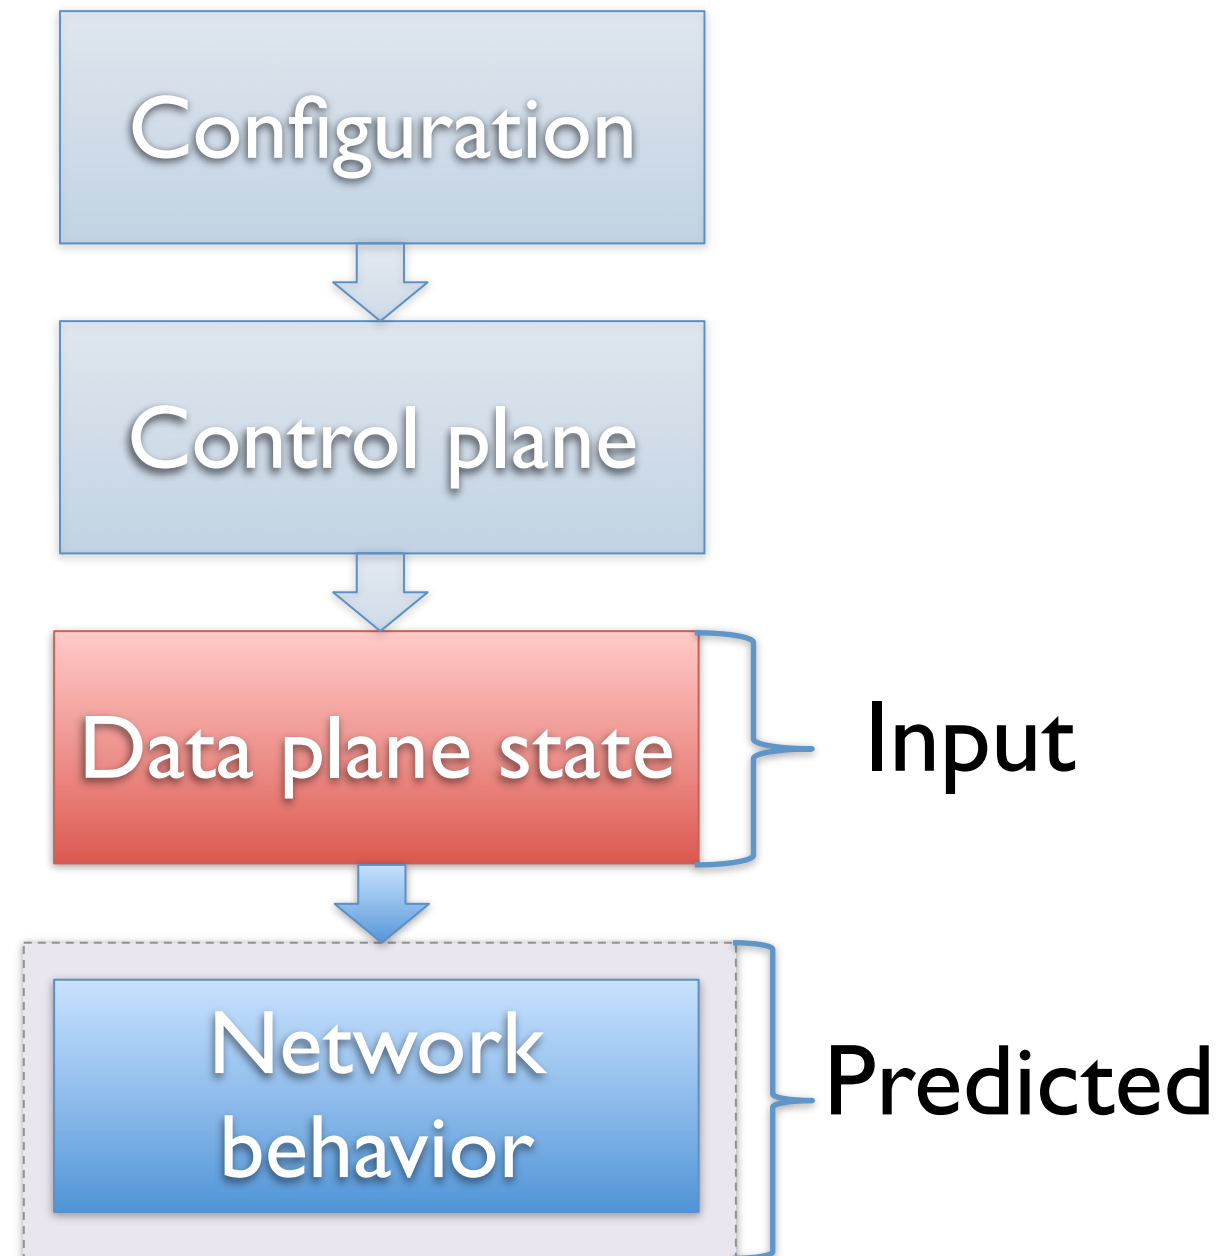 Configuration
Control plane
Data plane state
Input
Network
behavior
Predicted